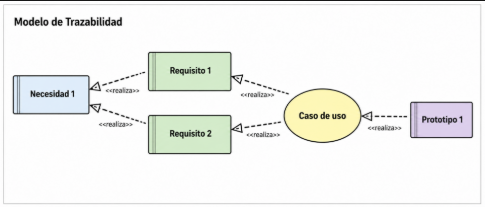 Modelo de Trazabilidad
Requisito 1
<<realiza>>
<<realiza>>
Necesidad 1
Caso de uso
Prototipo 1
<<realiza>>
Requisito 2
<<realiza>>
<<realiza>>